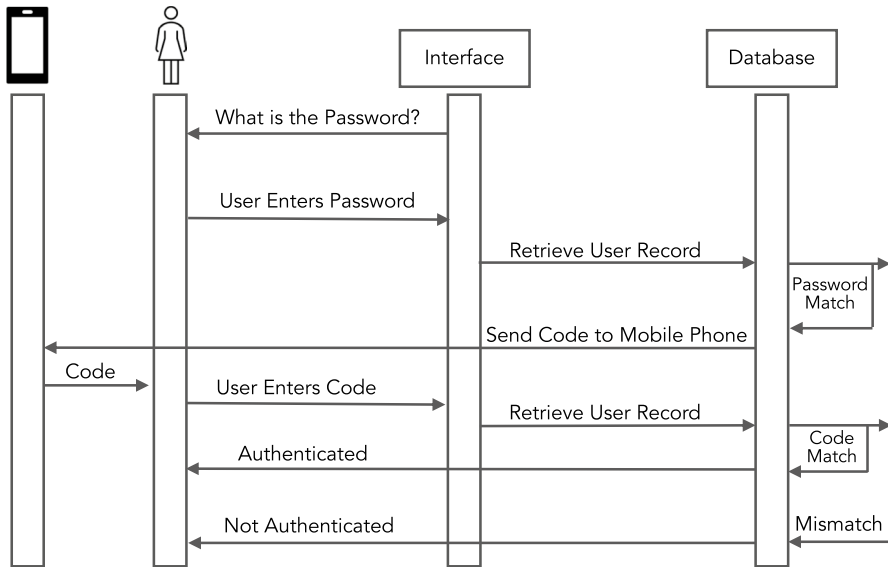 Interface
Database
What is the Password?
User Enters Password
Retrieve User Record
Password
Match
Send Code to Mobile Phone
Code
User Enters Code
Retrieve User Record
Code
Match
Authenticated
Not Authenticated
Mismatch